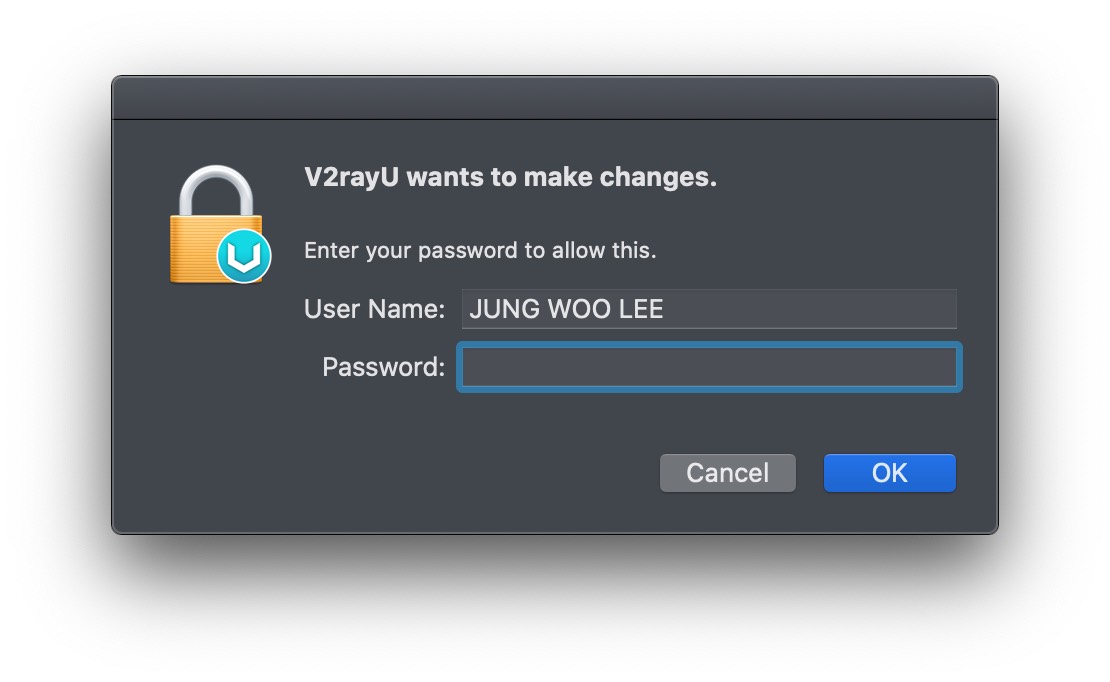 V2rayU wants to make changes.
Enter your password to allow this.
User Name: JUNG WOO LEE
Password:
Cancel OK